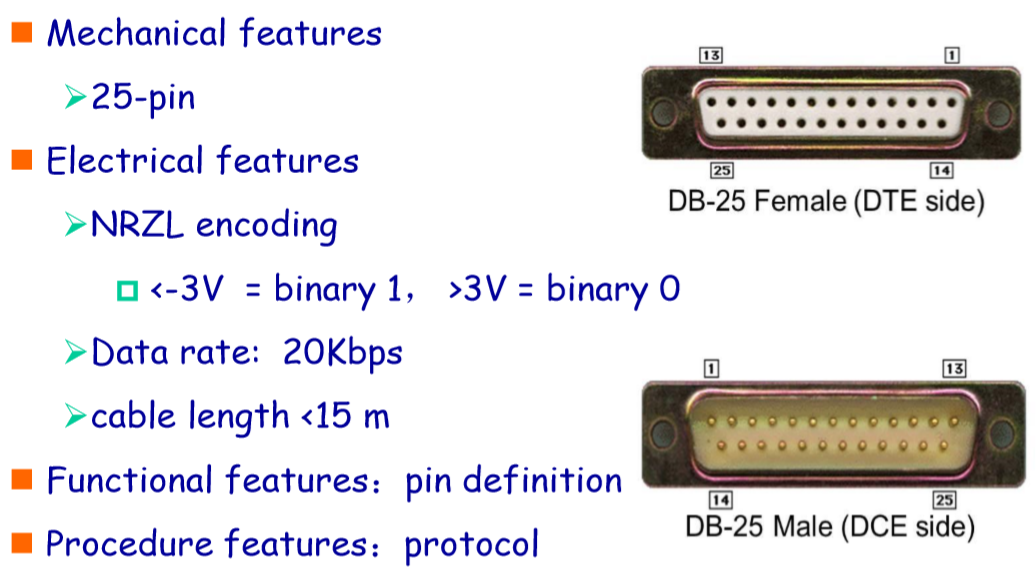 Mechanical features
25-pin
Electrical features
NRZL encoding
<-3V = binary 1， >3V = binary 0
Data rate: 20Kbps
cable length <15 m
Functional features： pin definition
Procedure features： protocol
13 1
25 14
DB-25 Female (DTE side)
1 13
14 25
DB-25 Male (DCE side)